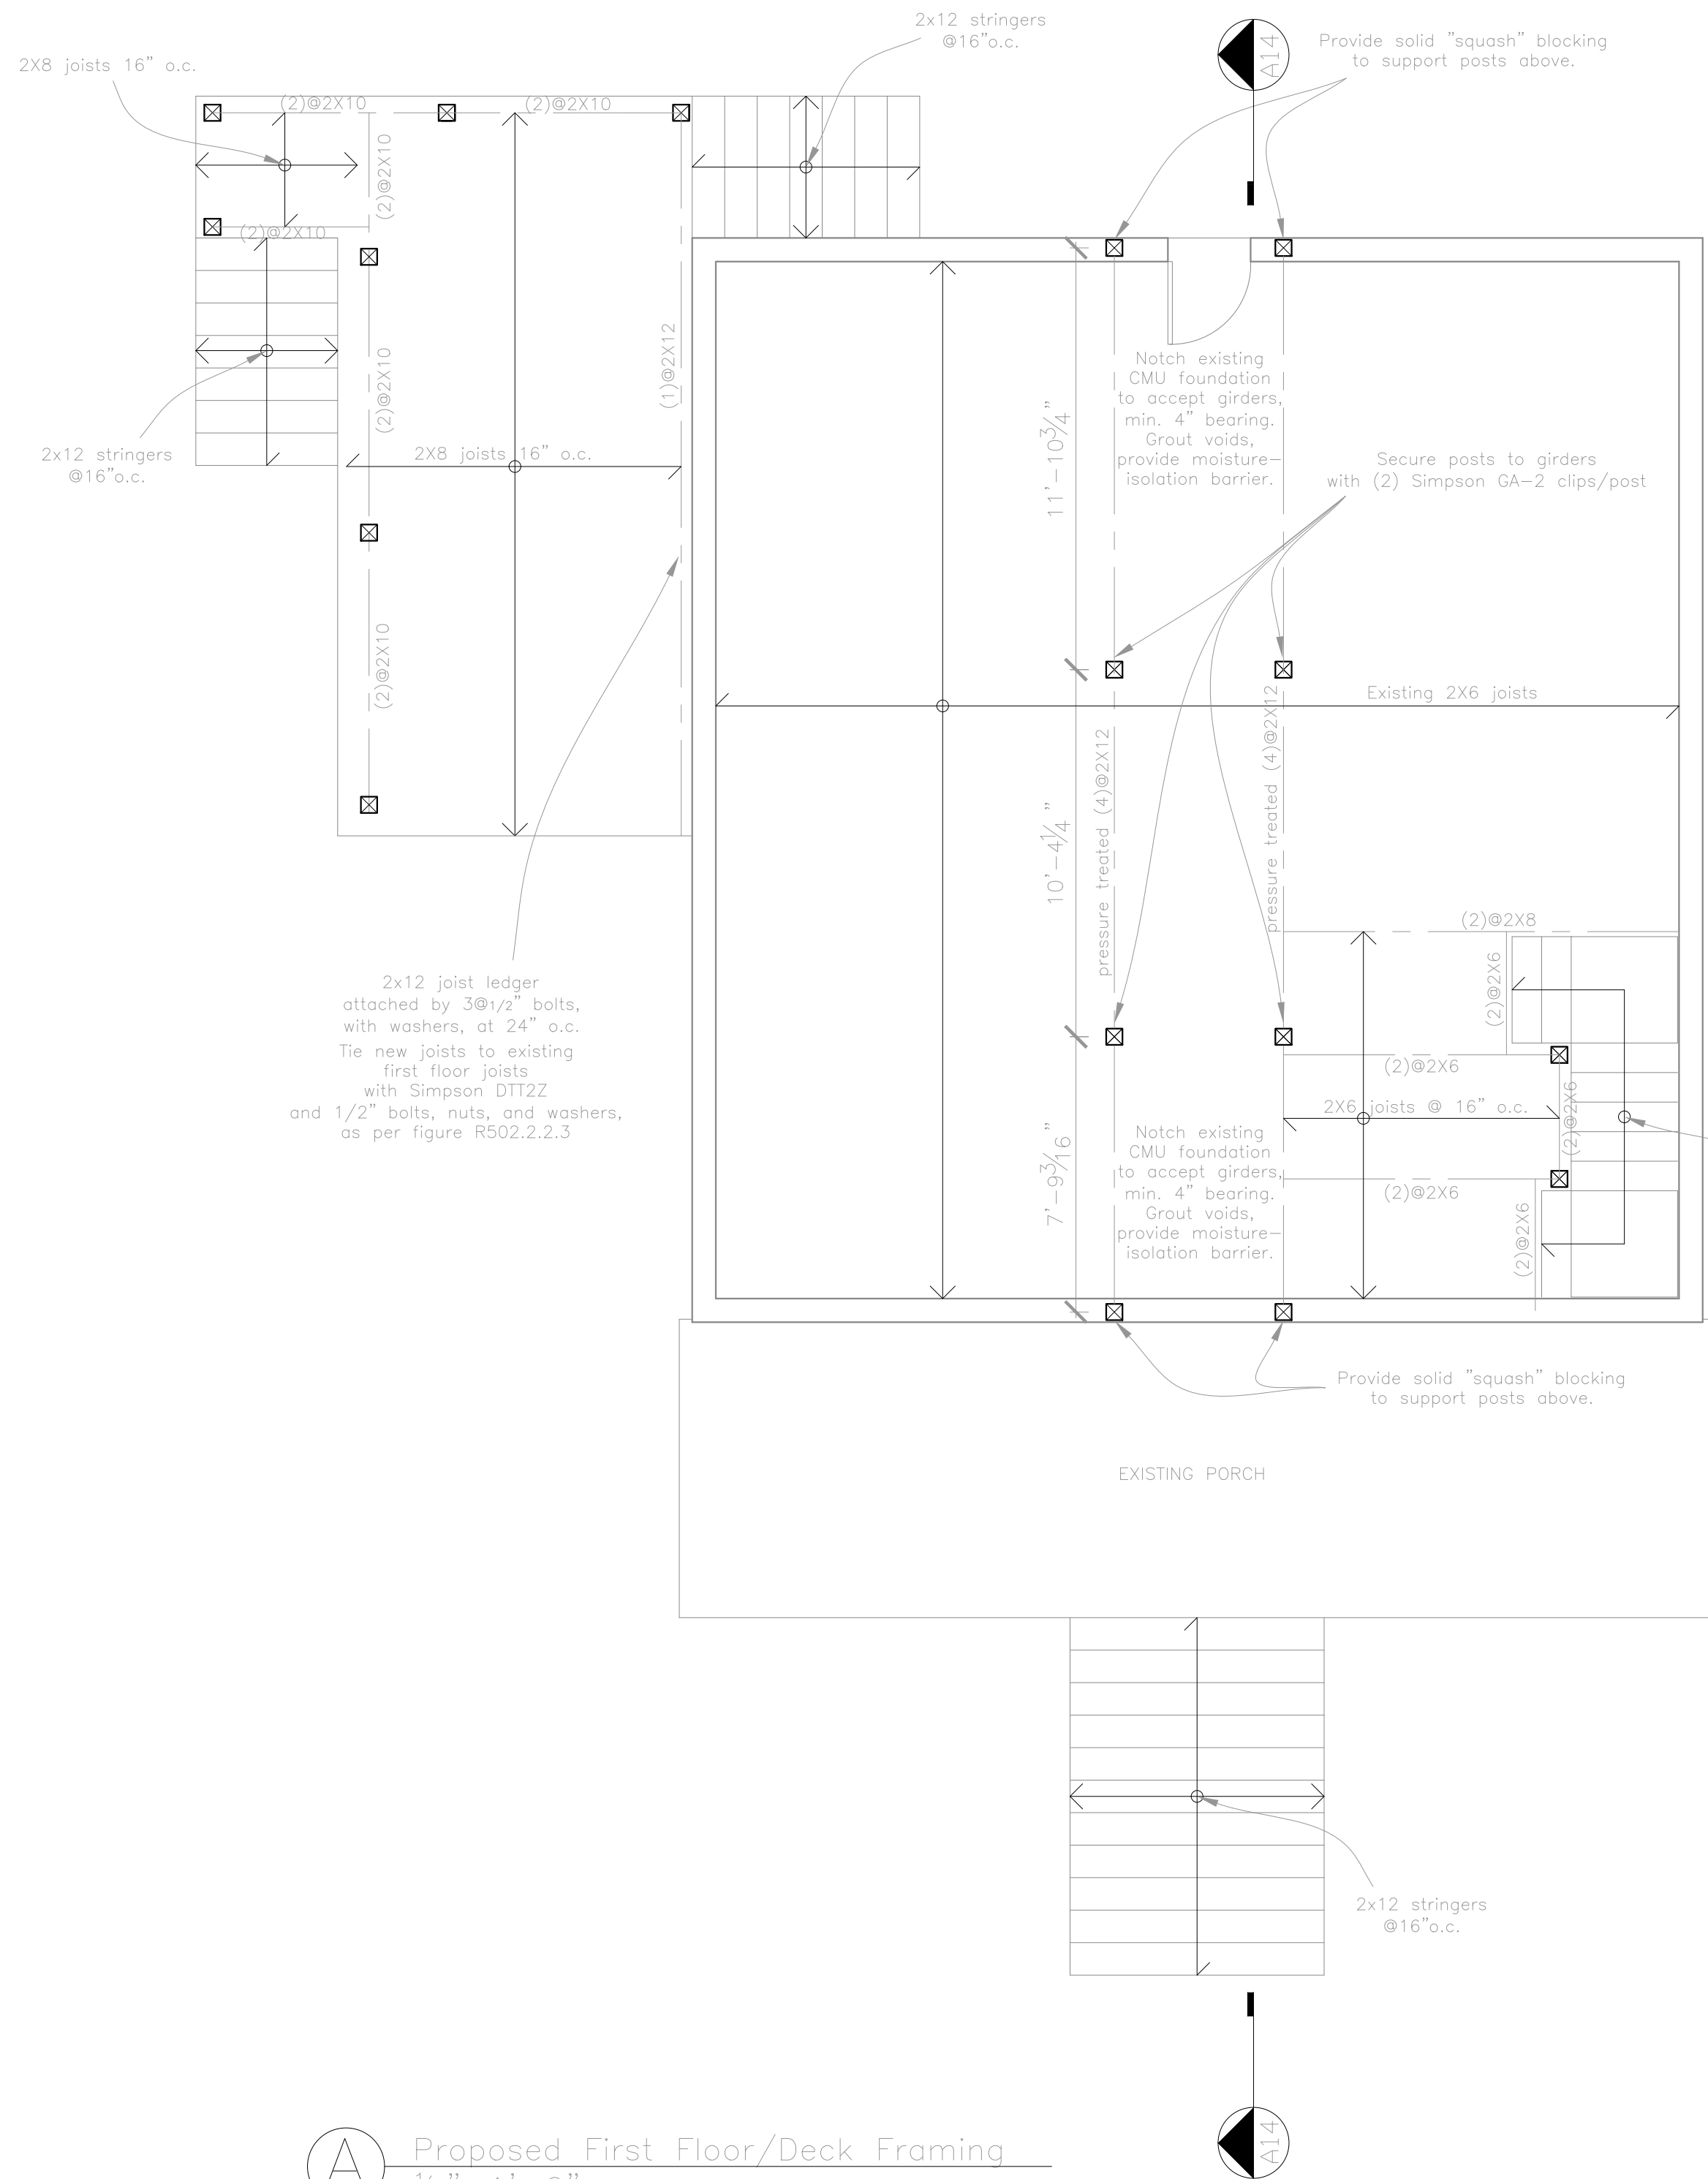 2x12 stringers
@16"o.c.
A14
Provide solid "squash" blocking
to support posts above.
2X8 joists 16" o.c.
(2)@2X10
(2)@2X10
(2)@2X10
(2)@2X10
2x12 stringers
@16"o.c.
(2)@2X10
(1)@2X12
2X8 joists 16" o.c.
(2)@2X10
Notch existing
CMU foundation
to accept girders,
min. 4" bearing.
Grout voids,
provide moisture-
isolation barrier.
11'-10 3/4"
Secure posts to girders
with (2) Simpson GA-2 clips/post
Existing 2X6 joists
pressure treated (4)@2X12
pressure treated (4)@2X12
10'-4 1/4"
2x12 joist ledger
attached by 3@1/2" bolts,
with washers, at 24" o.c.
Tie new joists to existing
first floor joists
with Simpson DTT2Z
and 1/2" bolts, nuts, and washers,
as per figure R502.2.2.3
(2)@2X8
(2)@2X6
(2)@2X6
2X6 joists @ 16" o.c.
(2)@2X6
(2)@2X6
(2)@2X6
7'-9 3/16"
Notch existing
CMU foundation
to accept girders,
min. 4" bearing.
Grout voids,
provide moisture-
isolation barrier.
Provide solid "squash" blocking
to support posts above.
EXISTING PORCH
2x12 stringers
@16"o.c.
A14
A
Proposed First Floor/Deck Framing